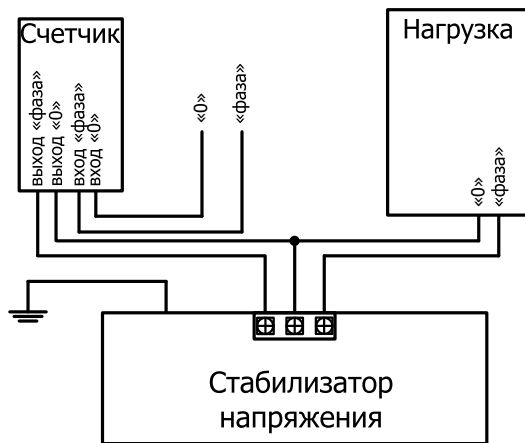 Счетчик
выход «фаза»
выход «0»
вход «фаза»
вход «0»
«0»
«фаза»
Нагрузка
«0»
«фаза»
Стабилизатор
напряжения